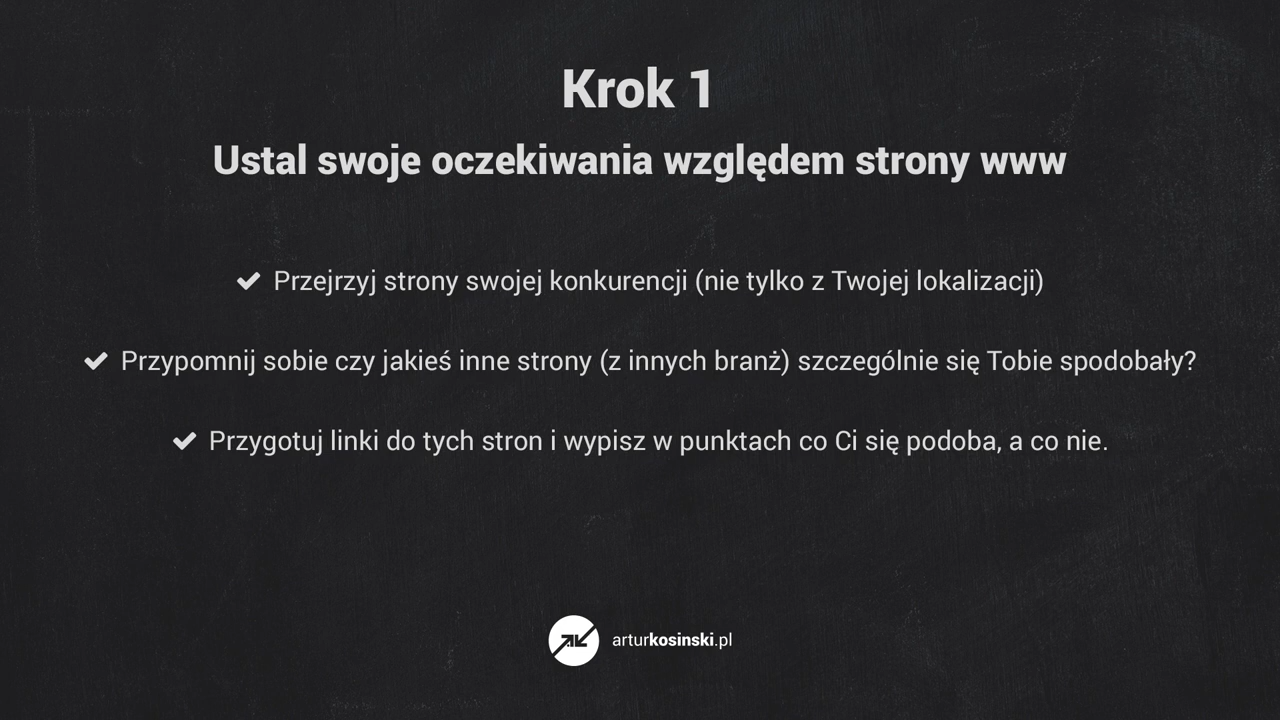 Krok 1
Ustal swoje oczekiwania względem strony www
Przejrzyj strony swojej konkurencji (nie tylko z Twojej lokalizacji)
Przypomnij sobie czy jakieś inne strony (z innych branż) szczególnie się Tobie spodobały?
Przygotuj linki do tych stron i wypisz w punktach co Ci się podoba, a co nie.
arturkosinski.pl